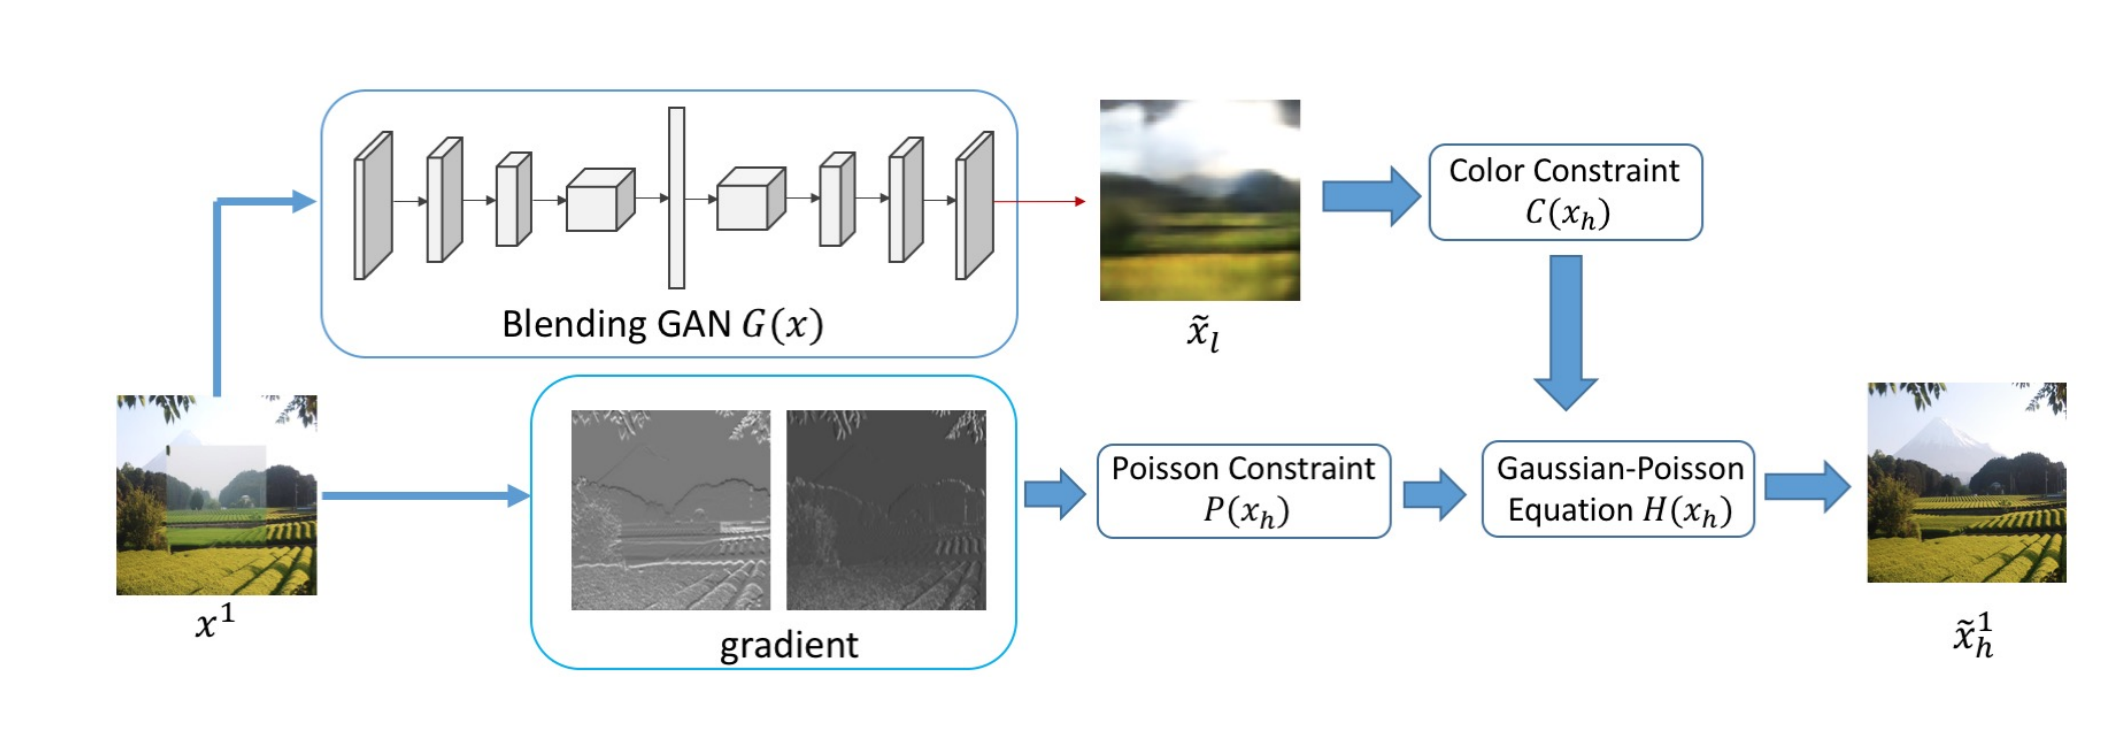 Blending GAN G(x)
x̃_l
Color Constraint
C(x_h)
x^1
gradient
Poisson Constraint
P(x_h)
Gaussian-Poisson
Equation H(x_h)
x̃_h^1